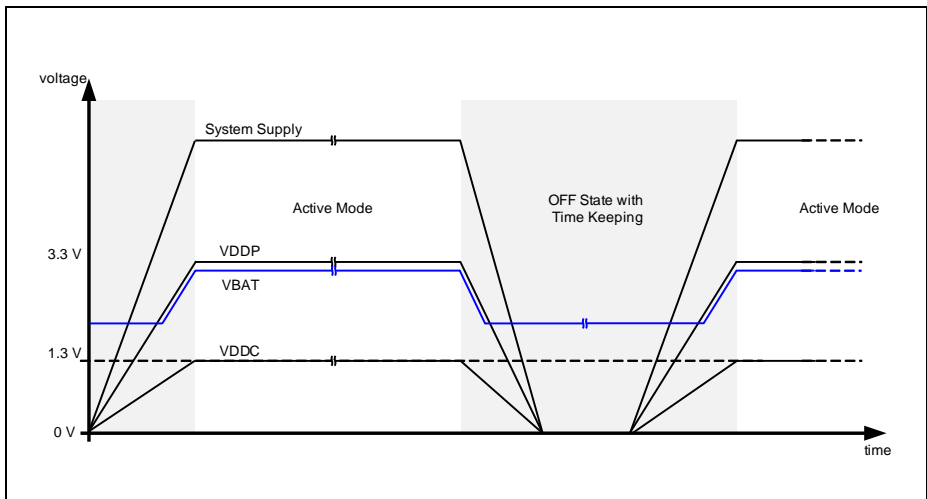 voltage
System Supply
Active Mode
OFF State with
Time Keeping
Active Mode
3.3 V
VDDP
VBAT
1.3 V
VDDC
0 V
time